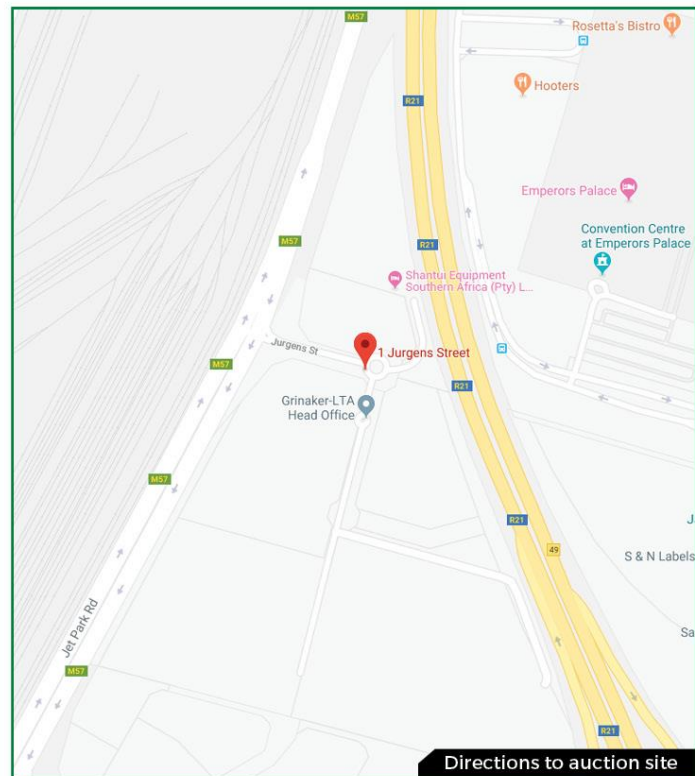 M57
Rosetta's Bistro
Hooters
R21
Emperors Palace
M57
R21
Convention Centre
at Emperors Palace
Shantui Equipment
Southern Africa (Pty) L...
Jurgens St
1 Jurgens Street
M57
R21
Grinaker-LTA
Head Office
M57
R21
J
49
S & N Labels
Jet Park Rd
Sa
M57
R21
Directions to auction site